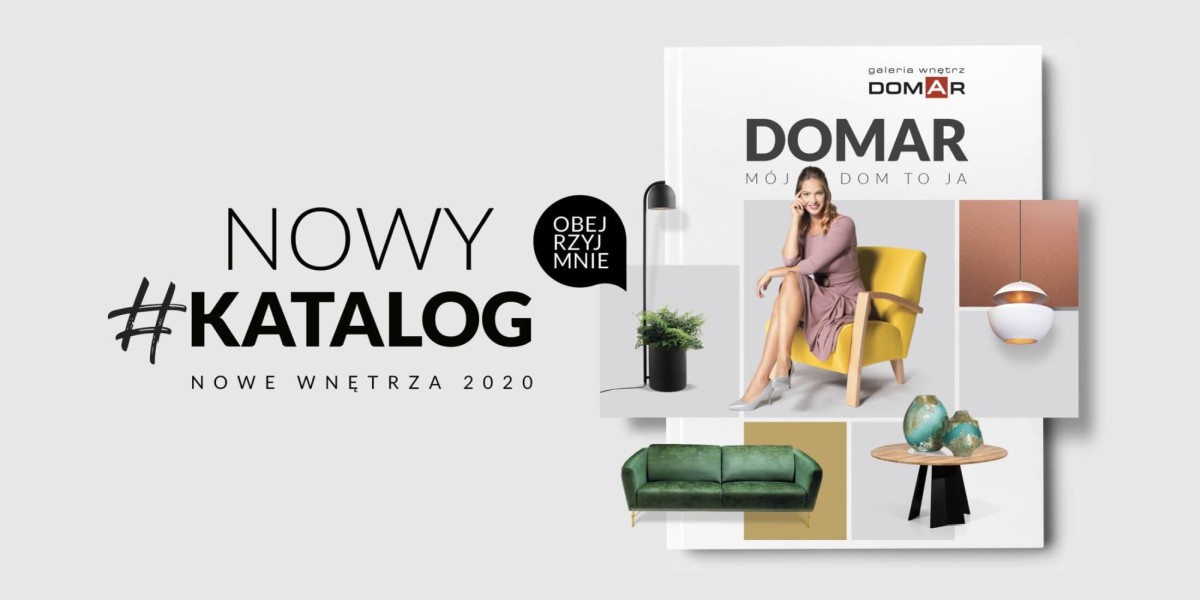 NOWY
#KATALOG
NOWE WNĘTRZA 2020
OBEJ
RZYJ
MNIE
galeria wnętrz
DOMAR
DOMAR
MÓJ DOM TO JA